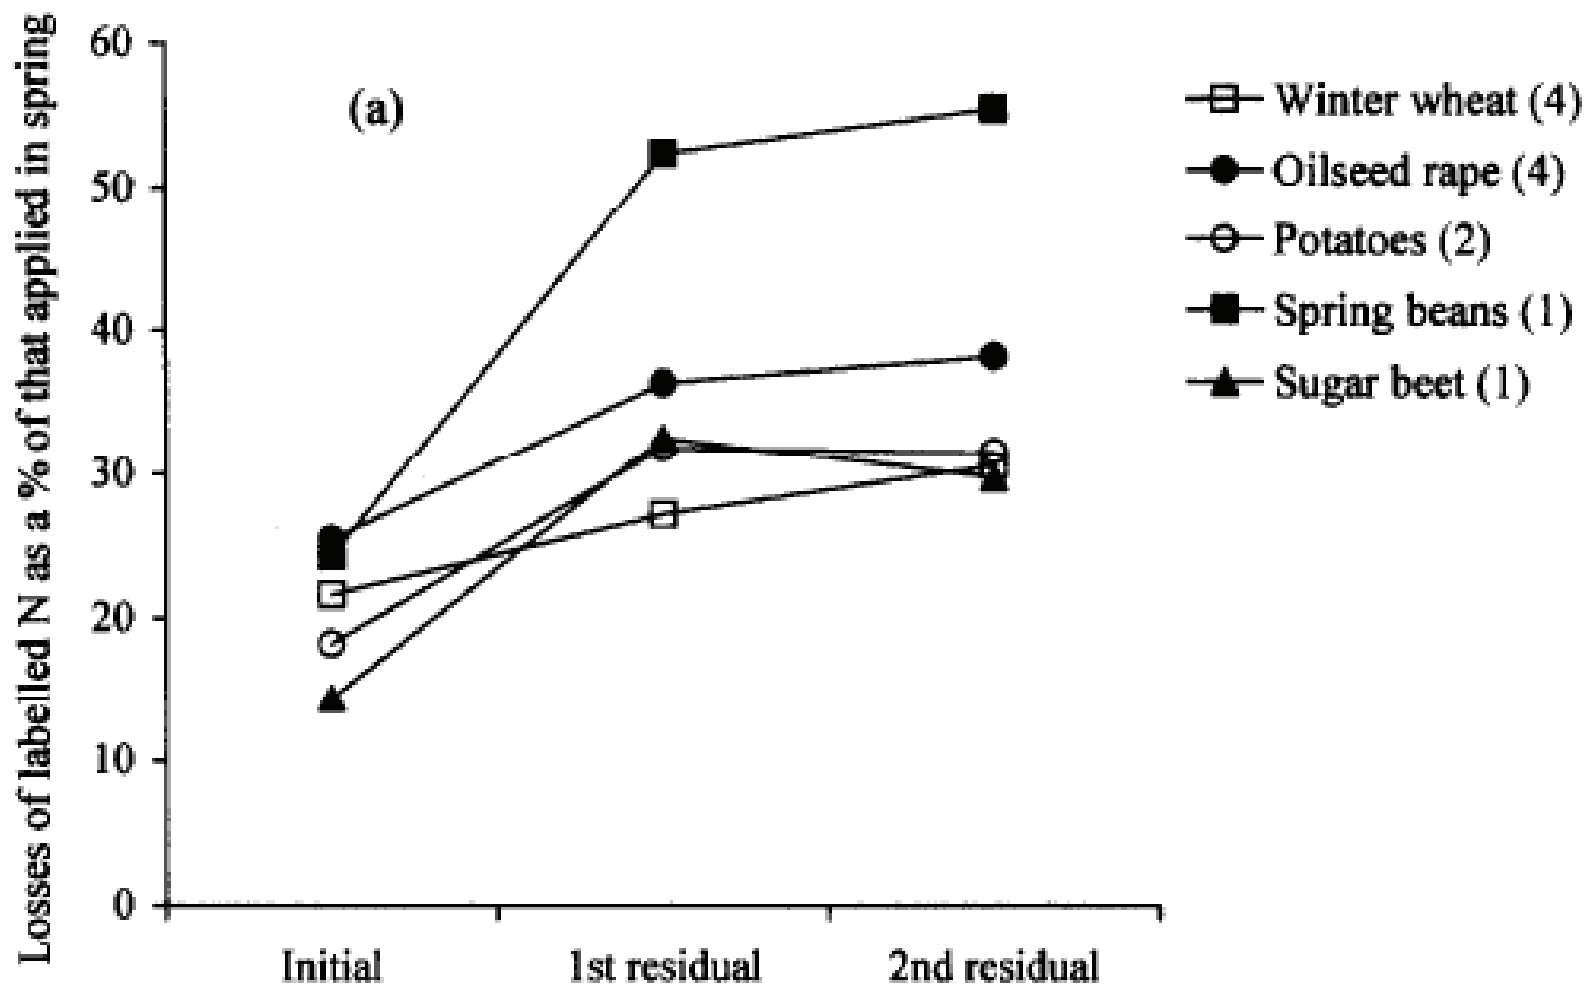 Losses of labelled N as a % of that applied in spring
60
50
40
30
20
10
0
(a)
Initial
1st residual
2nd residual
Winter wheat (4)
Oilseed rape (4)
Potatoes (2)
Spring beans (1)
Sugar beet (1)